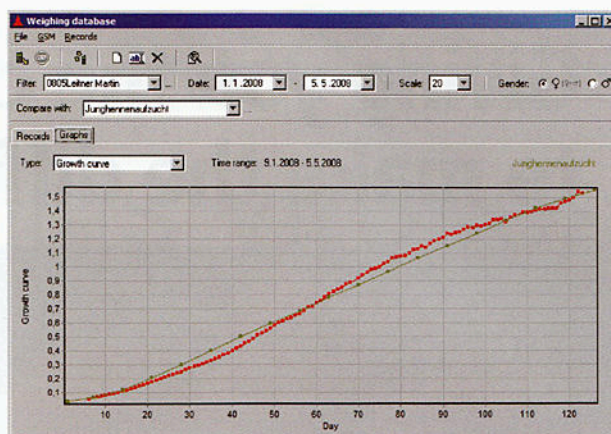 Weighing database
File GSM Records
Filter: 0805Leitner Martin ... Date: 1. 1.2008 - 5. 5.2008 Scale: 20 Gender:
Compare with: Junghennenaufzucht ...
Records Graphs
Type: Growth curve Time range: 9.1.2008 - 5.5.2008 Junghennenaufzucht
1,5
1,4
1,3
1,2
1,1
1
0,9
0,8
0,7
0,6
0,5
0,4
0,3
0,2
0,1
Growth curve
10 20 30 40 50 60 70 80 90 100 110 120
Day